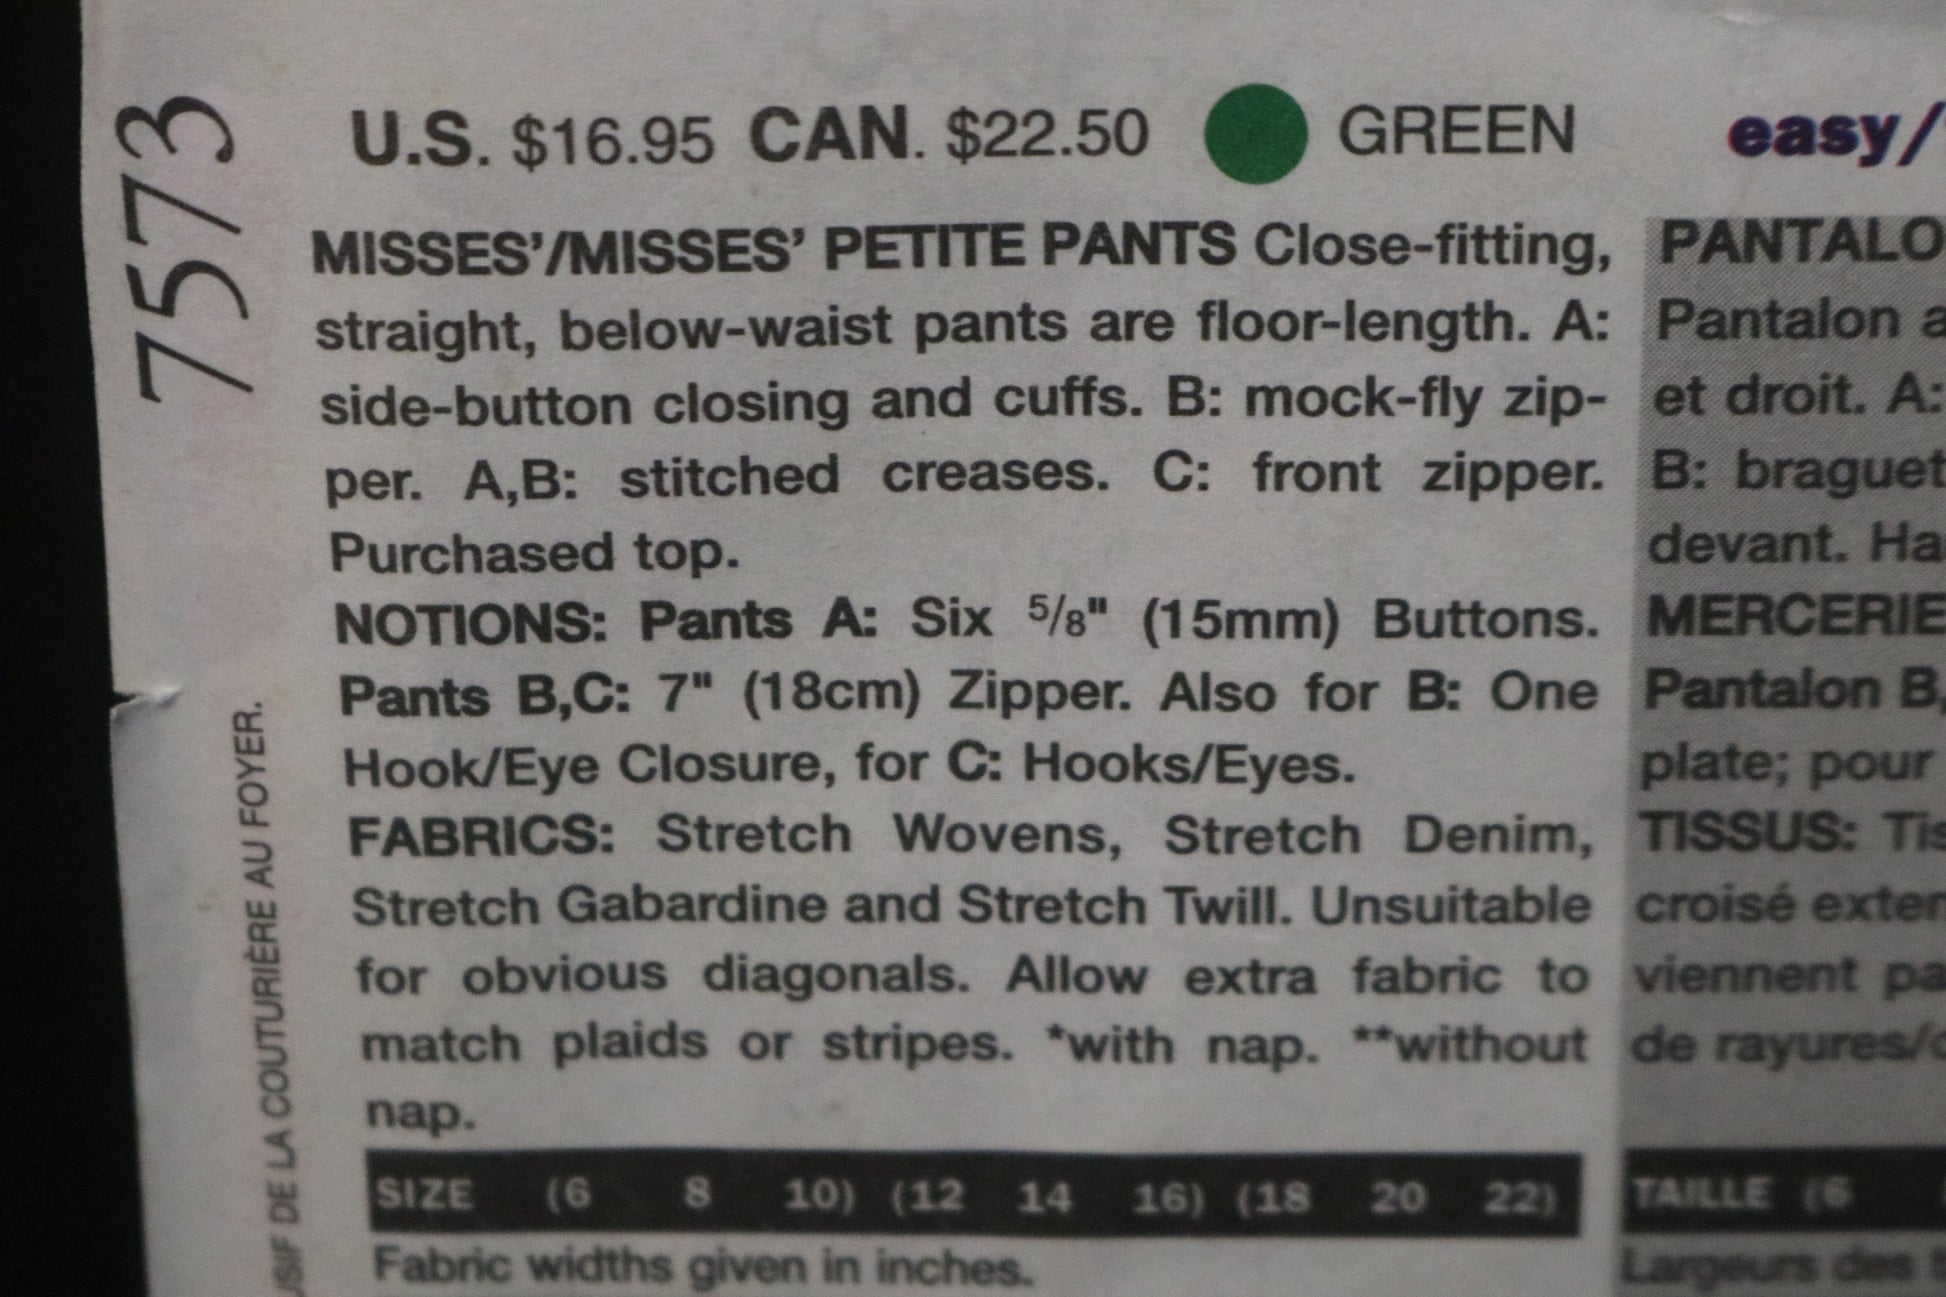 7573
U.S. $16.95 CAN. $22.50 GREEN easy/
MISSES'/MISSES' PETITE PANTS Close-fitting,
straight, below-waist pants are floor-length. A:
side-button closing and cuffs. B: mock-fly zip-
per. A,B: stitched creases. C: front zipper.
Purchased top.
NOTIONS: Pants A: Six 5/8" (15mm) Buttons.
Pants B,C: 7" (18cm) Zipper. Also for B: One
Hook/Eye Closure, for C: Hooks/Eyes.
FABRICS: Stretch Wovens, Stretch Denim,
Stretch Gabardine and Stretch Twill. Unsuitable
for obvious diagonals. Allow extra fabric to
match plaids or stripes. *with nap. **without
nap.
SIZE (6 8 10) (12 14 16) (18 20 22)
Fabric widths given in inches.
PANTALO
Pantalon a
et droit. A:
B: braguet
devant. Ha
MERCERIE
Pantalon B,
plate; pour
TISSUS: Tis
croisé exten
viennent pa
de rayures/
TAILLE (6
Largeurs des
USIF DE LA COUTURIÈRE AU FOYER.